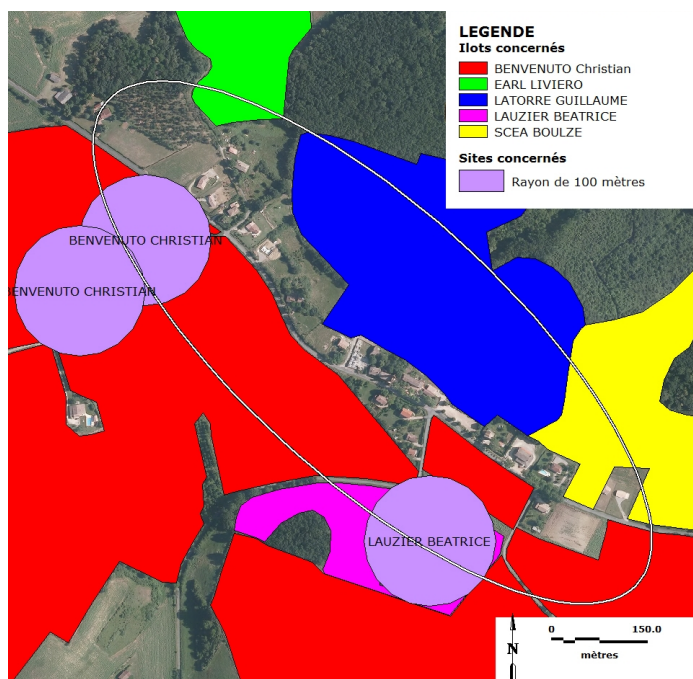 LEGENDE
Ilots concernés
BENVENUTO Christian
EARL LIVIERO
LATORRE GUILLAUME
LAUZIER BEATRICE
SCEA BOULZE
Sites concernés
Rayon de 100 mètres
BENVENUTO CHRISTIAN
BENVENUTO CHRISTIAN
LAUZIER BEATRICE
0 150.0
mètres
N